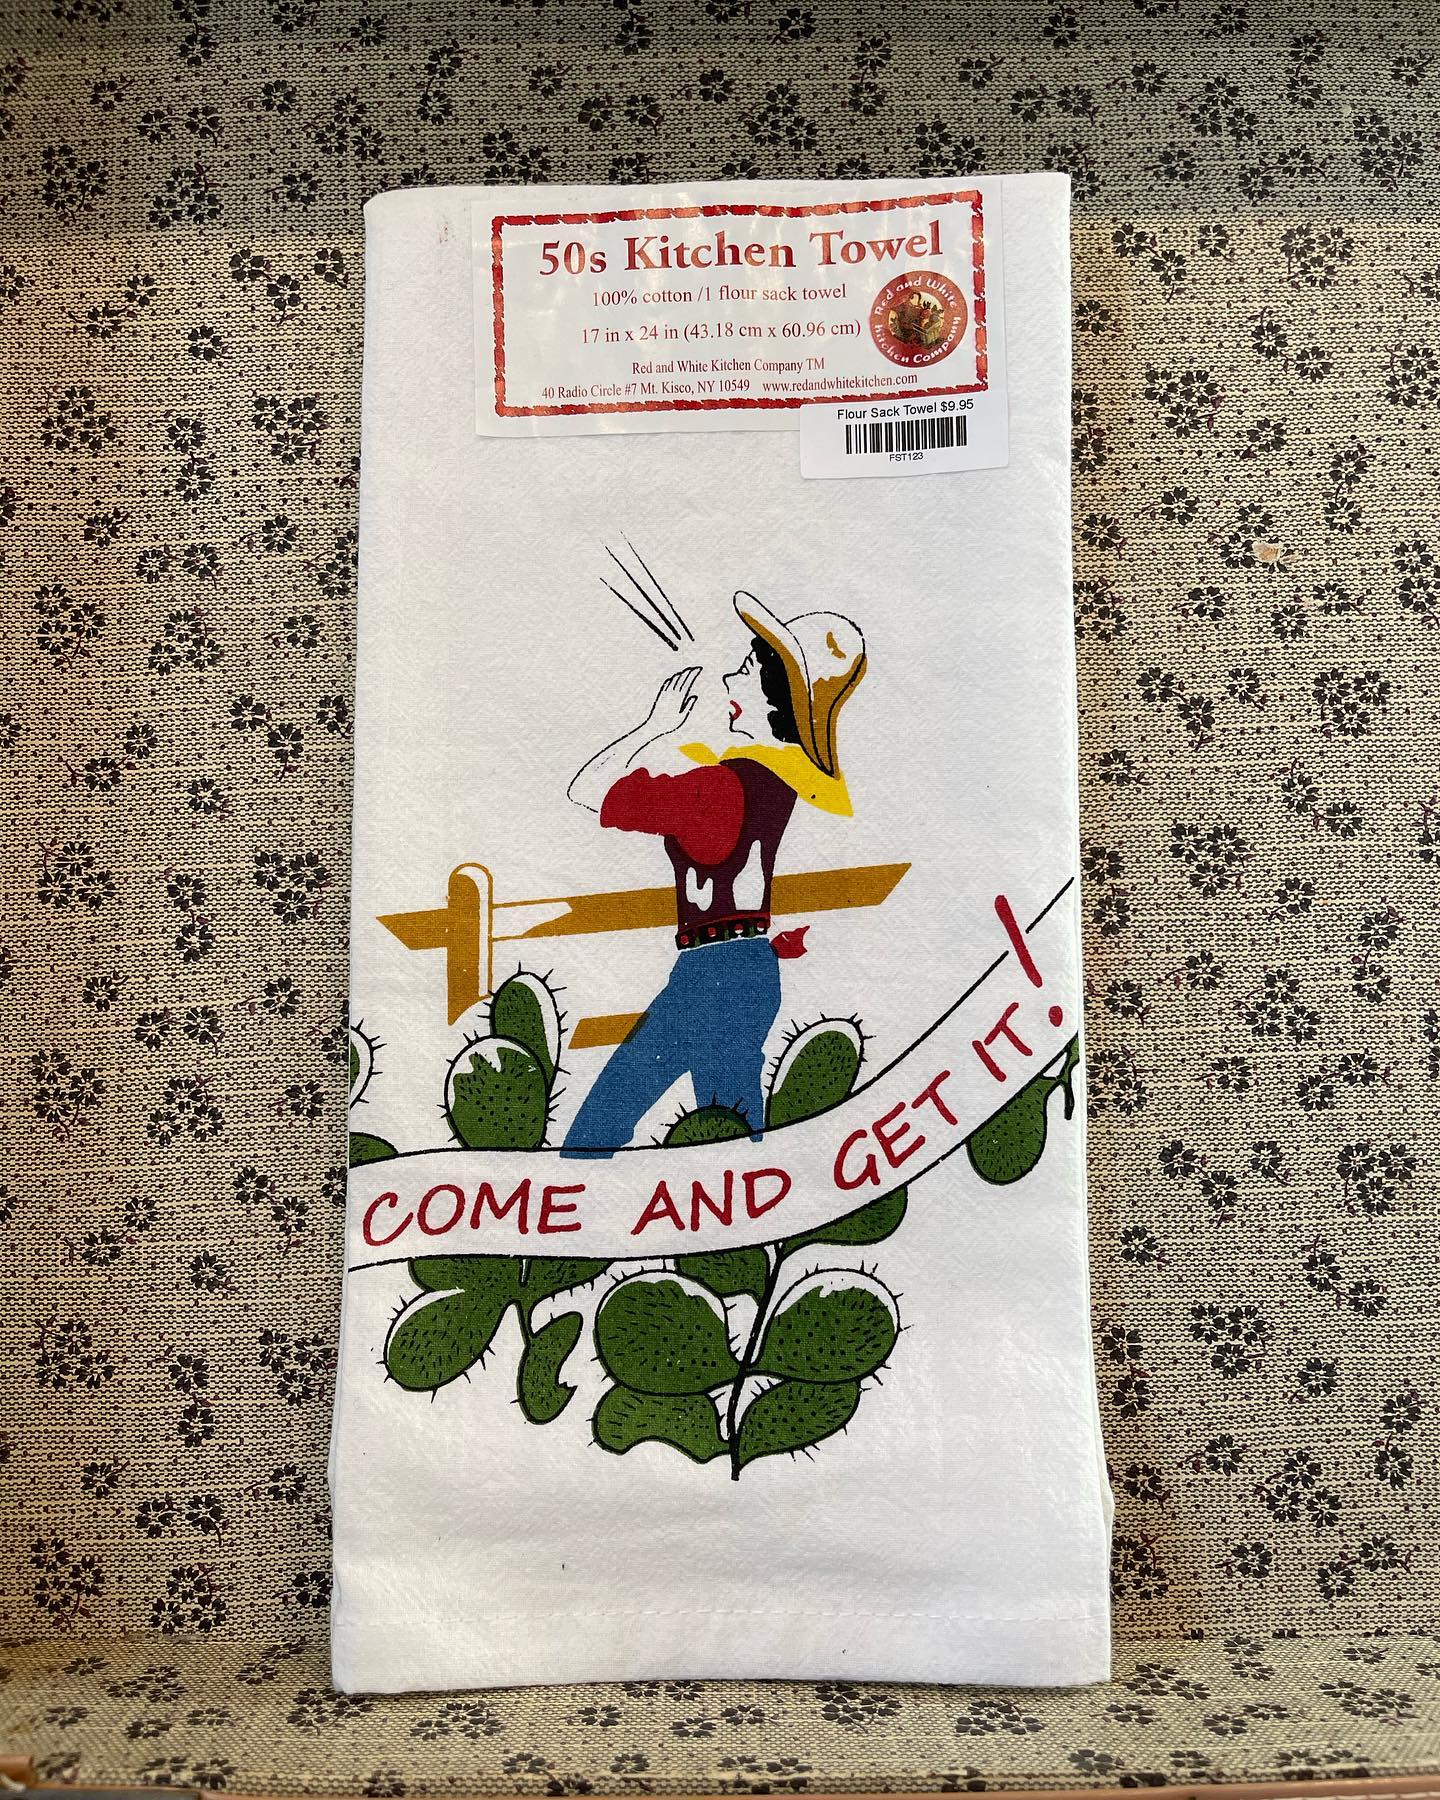 50s Kitchen Towel
100% cotton /1 flour sack towel
17 in x 24 in (43.18 cm x 60.96 cm)
Red and White Kitchen Company
Red and White Kitchen Company TM
40 Radio Circle #7 Mt. Kisco, NY 10549 www.redandwhitekitchen.com
Flour Sack Towel $9.95
FST123
COME AND GET IT!